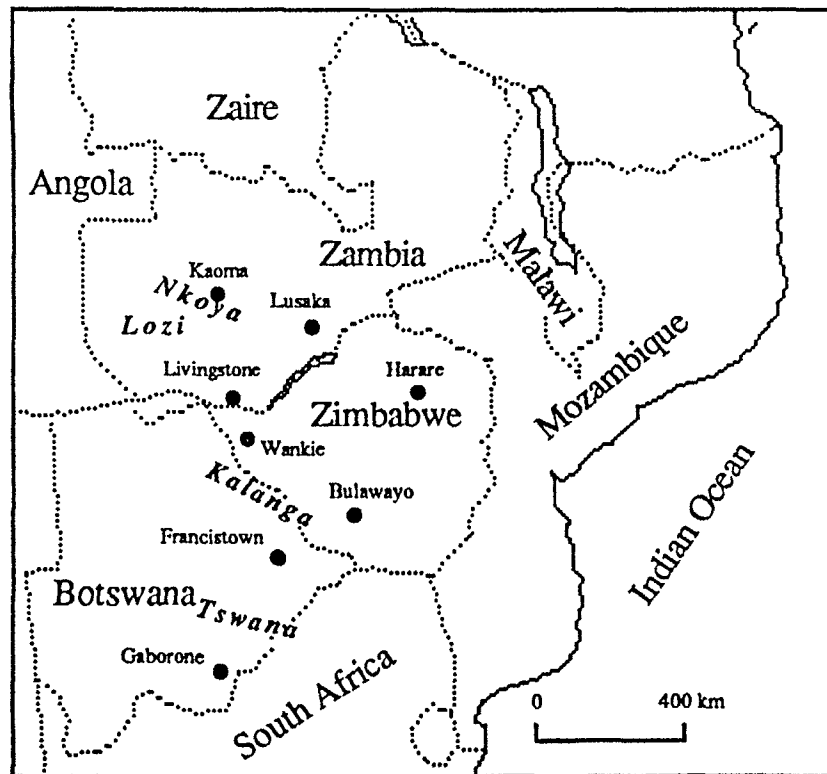 Zaire
Angola
Zambia
Malawi
Kaoma
Nkoya
Lusaka
Lozi
Mozambique
Livingstone
Harare
Zimbabwe
Wankie
Kalanga
Bulawayo
Indian Ocean
Francistown
Botswana
Tswana
Gaborone
South Africa
0 400 km